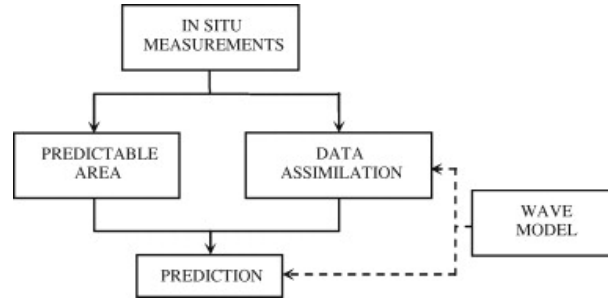 IN SITU
MEASUREMENTS
PREDICTABLE
AREA
DATA
ASSIMILATION
WAVE
MODEL
PREDICTION